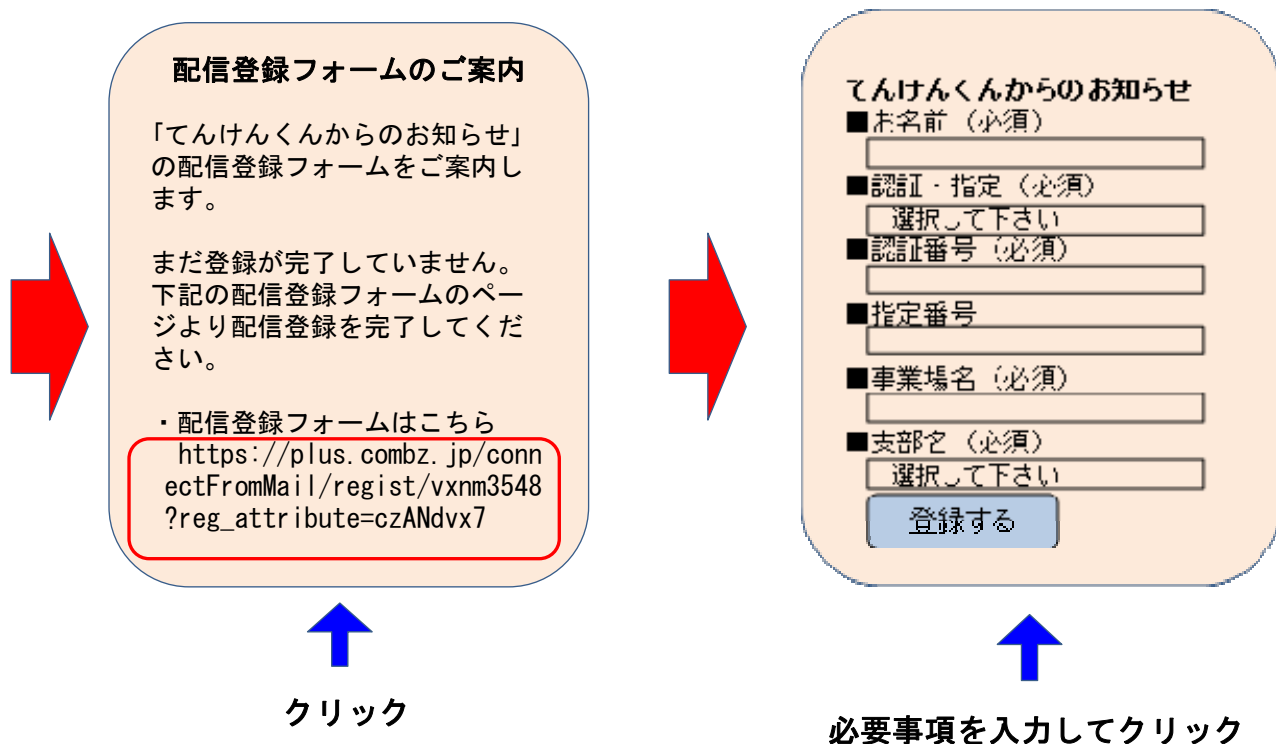 配信登録フォームのご案内
「てんけんくんからのお知らせ」
の配信登録フォームをご案内し
ます。
まだ登録が完了していません。
下記の配信登録フォームのペー
ジより配信登録を完了してくだ
さい。
・配信登録フォームはこちら
https://plus.combz.jp/conn
ectFromMail/regist/vxnm3548
?reg_attribute=czANdvx7
クリック
てんけんくんからのお知らせ
■お名前（必須）
■認証・指定（必須）
選択して下さい
■認証番号（必須）
■指定番号
■事業場名（必須）
■支部名（必須）
選択して下さい
登録する
必要事項を入力してクリック